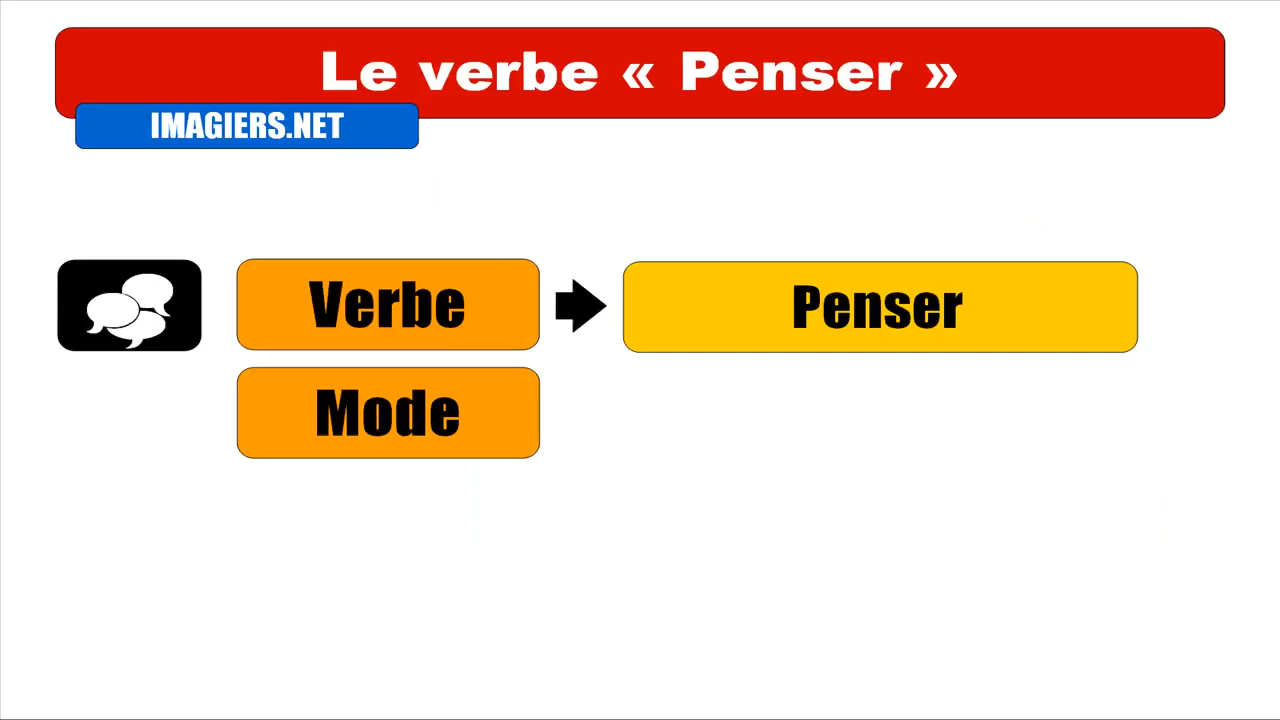 Le verbe « Penser »
IMAGIERS.NET
Verbe
Penser
Mode